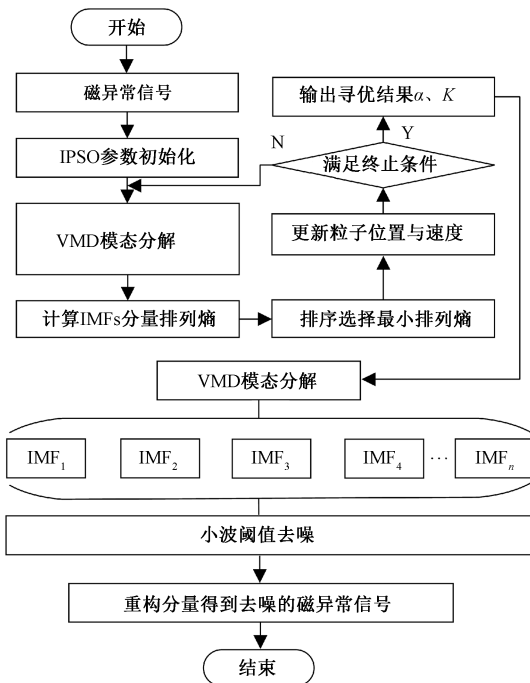 开始
磁异常信号
IPSO参数初始化
VMD模态分解
计算IMFs分量排列熵
排序选择最小排列熵
更新粒子位置与速度
满足终止条件
N
Y
输出寻优结果α、K
VMD模态分解
IMF₁ IMF₂ IMF₃ IMF₄ … IMFₙ
小波阈值去噪
重构分量得到去噪的磁异常信号
结束